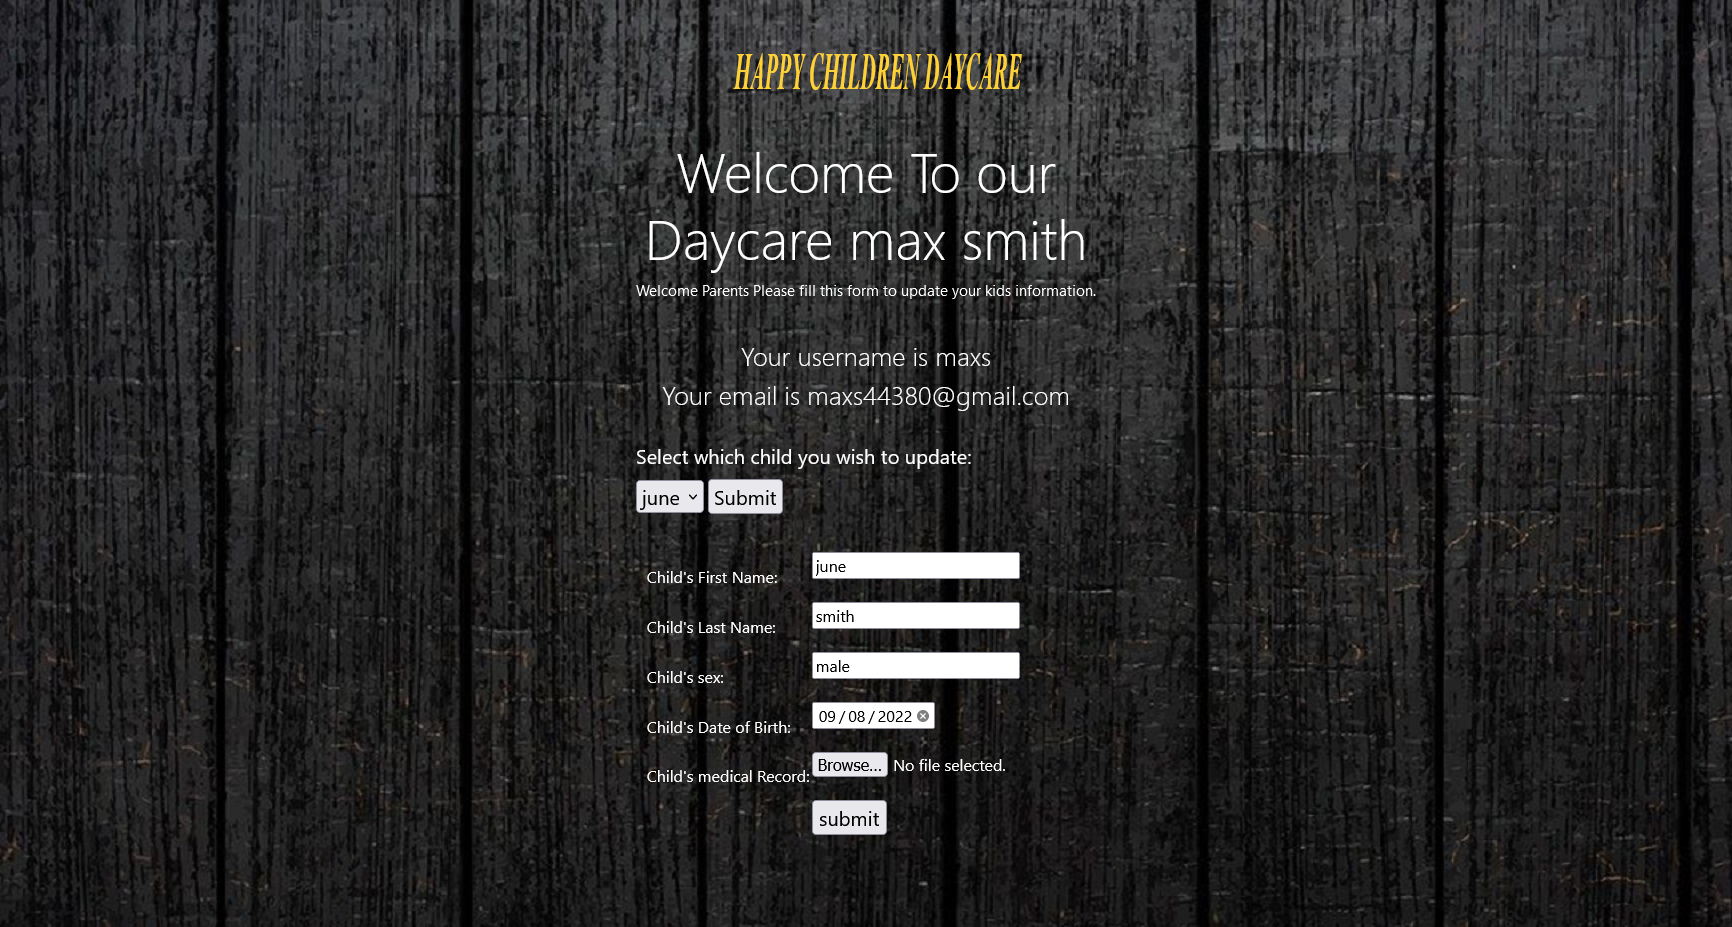 HAPPY CHILDREN DAYCARE
Welcome To our
Daycare max smith
Welcome Parents Please fill this form to update your kids information.
Your username is maxs
Your email is maxs44380@gmail.com
Select which child you wish to update:
june Submit
Child's First Name: june
Child's Last Name: smith
Child's sex: male
Child's Date of Birth: 09 / 08 / 2022
Child's medical Record: Browse... No file selected.
submit